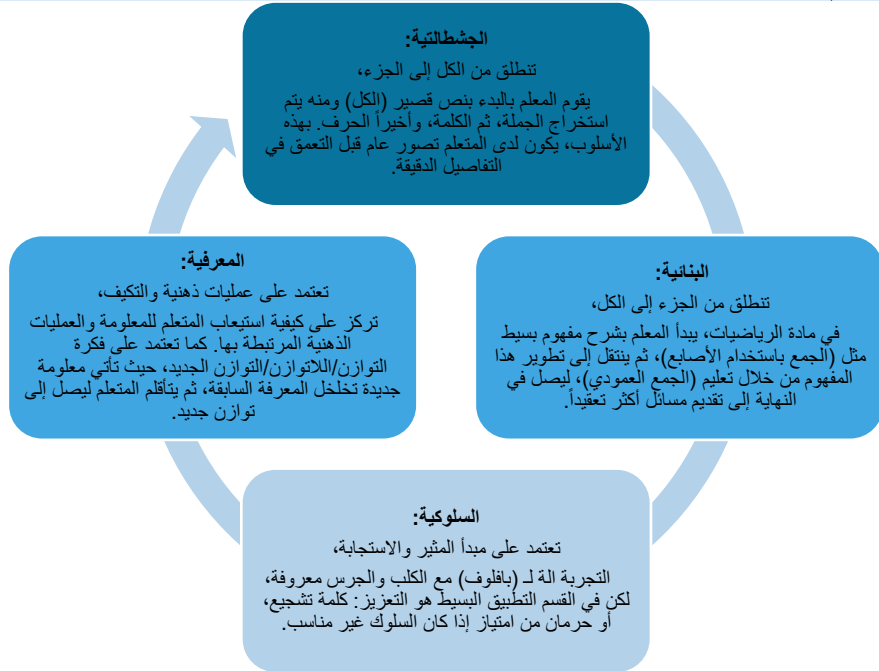 الجشطالتية:
تنطلق من الكل إلى الجزء،
يقوم المعلم بالبدء بنص قصير (الكل) ومنه يتم
استخراج الجملة، ثم الكلمة، وأخيراً الحرف. بهذه
الأسلوب، يكون لدى المتعلم تصور عام قبل التعمق في
التفاصيل الدقيقة.
البنائية:
تنطلق من الجزء إلى الكل،
في مادة الرياضيات، يبدأ المعلم بشرح مفهوم بسيط
مثل (الجمع باستخدام الأصابع)، ثم ينتقل إلى تطوير هذا
المفهوم من خلال تعليم (الجمع العمودي)، ليصل في
النهاية إلى تقديم مسائل أكثر تعقيداً.
السلوكية:
تعتمد على مبدأ المثير والاستجابة،
التجربة الة لـ (بافلوف) مع الكلب والجرس معروفة،
لكن في القسم التطبيق البسيط هو التعزيز: كلمة تشجيع،
أو حرمان من امتياز إذا كان السلوك غير مناسب.
المعرفية:
تعتمد على عمليات ذهنية والتكيف،
تركز على كيفية استيعاب المتعلم للمعلومة والعمليات
الذهنية المرتبطة بها. كما تعتمد على فكرة
التوازن/اللاتوازن/التوازن الجديد، حيث تأتي معلومة
جديدة تخلخل المعرفة السابقة، ثم يتأقلم المتعلم ليصل إلى
توازن جديد.